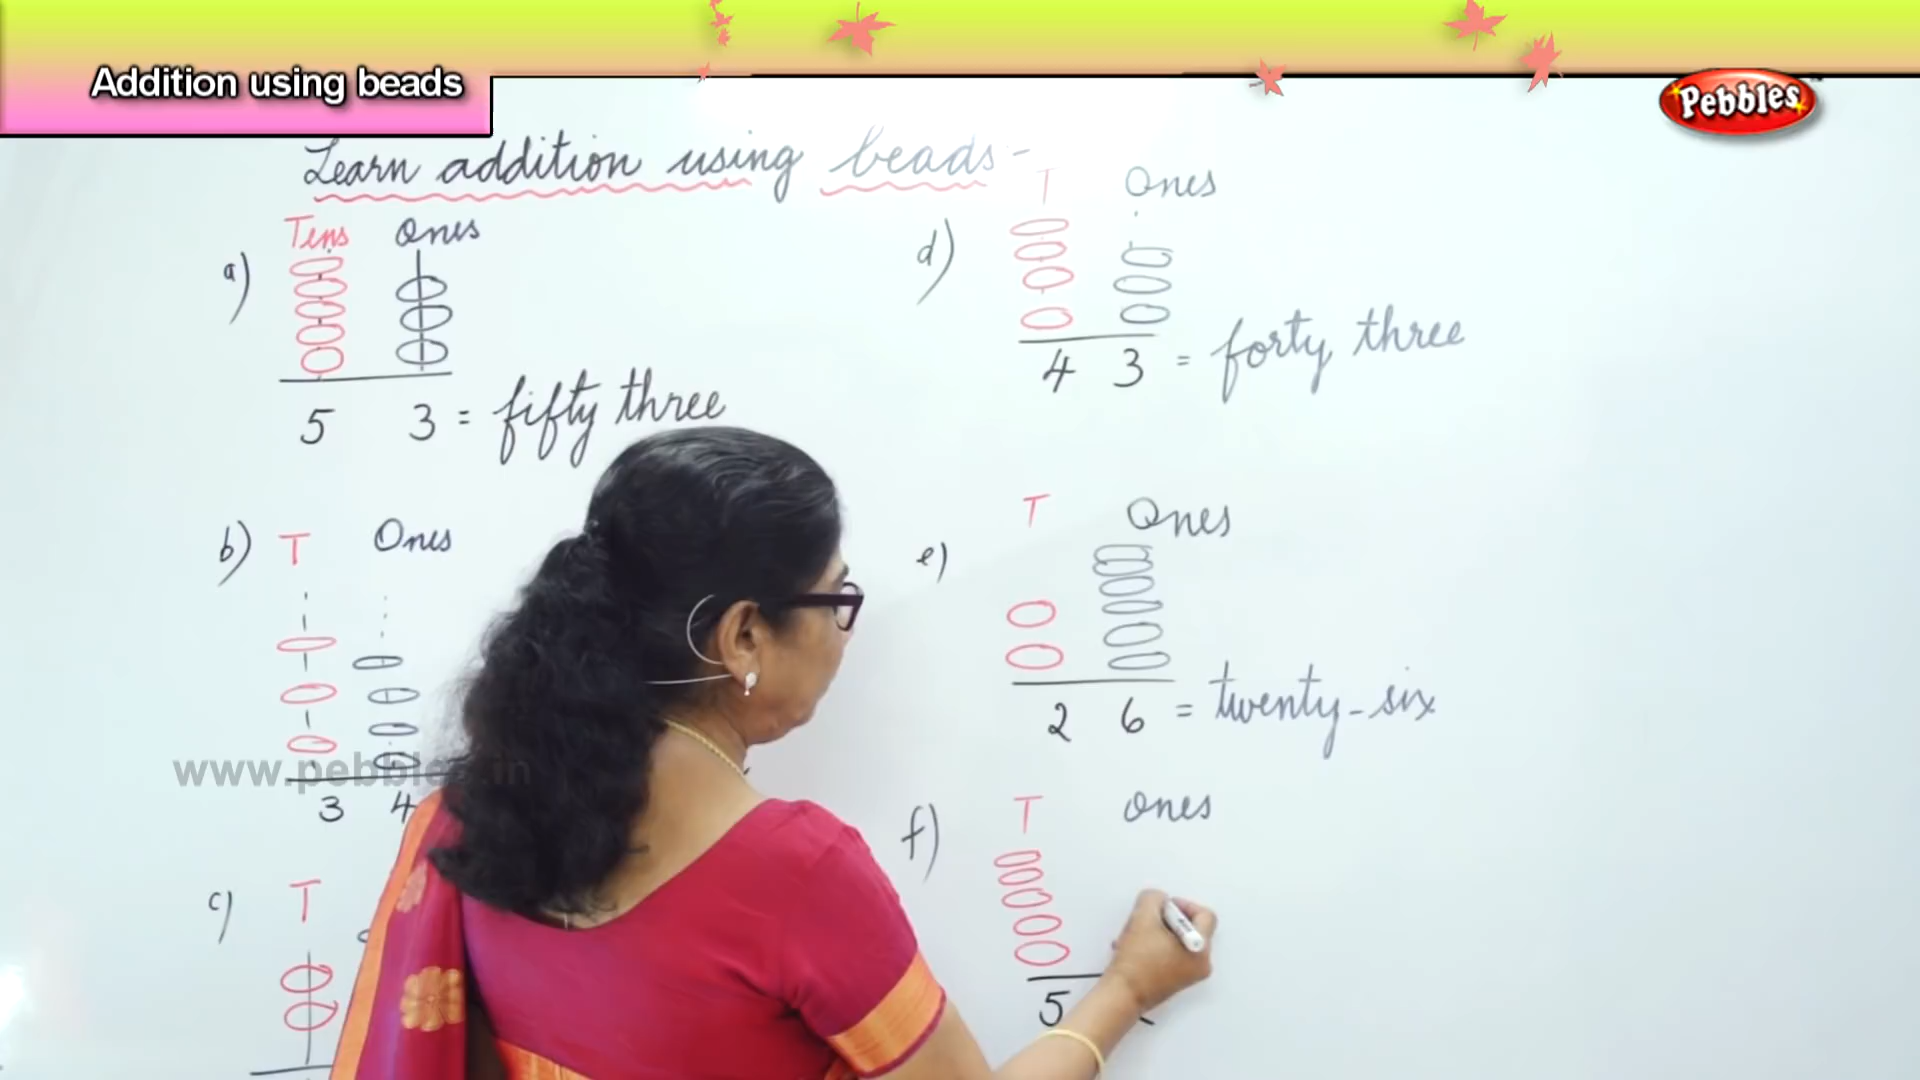 Addition using beads
Pebbles
Learn addition using beads -
a)
Tens Ones
5 3 = fifty three
b)
T Ones
3 4
www.pebbles.in
c)
T
d)
T Ones
4 3 = forty three
e)
T Ones
2 6 = twenty-six
f)
T Ones
5